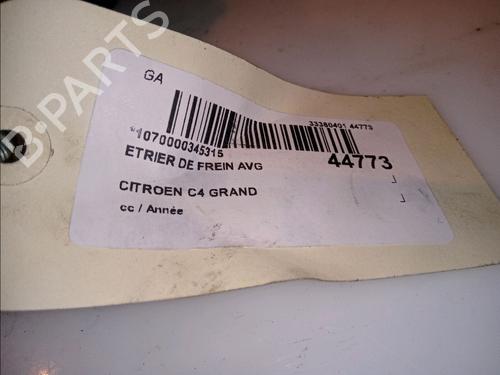 GA
33380401 44773
1070000345315
ETRIER DE FREIN AVG
44773
CITROEN C4 GRAND
cc / Année
B-PARTS